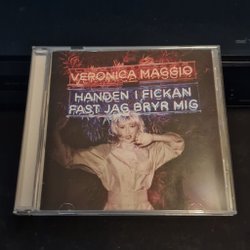 VERONICA MAGGIO
HANDEN I FICKAN
FAST JAG BRYR MIG